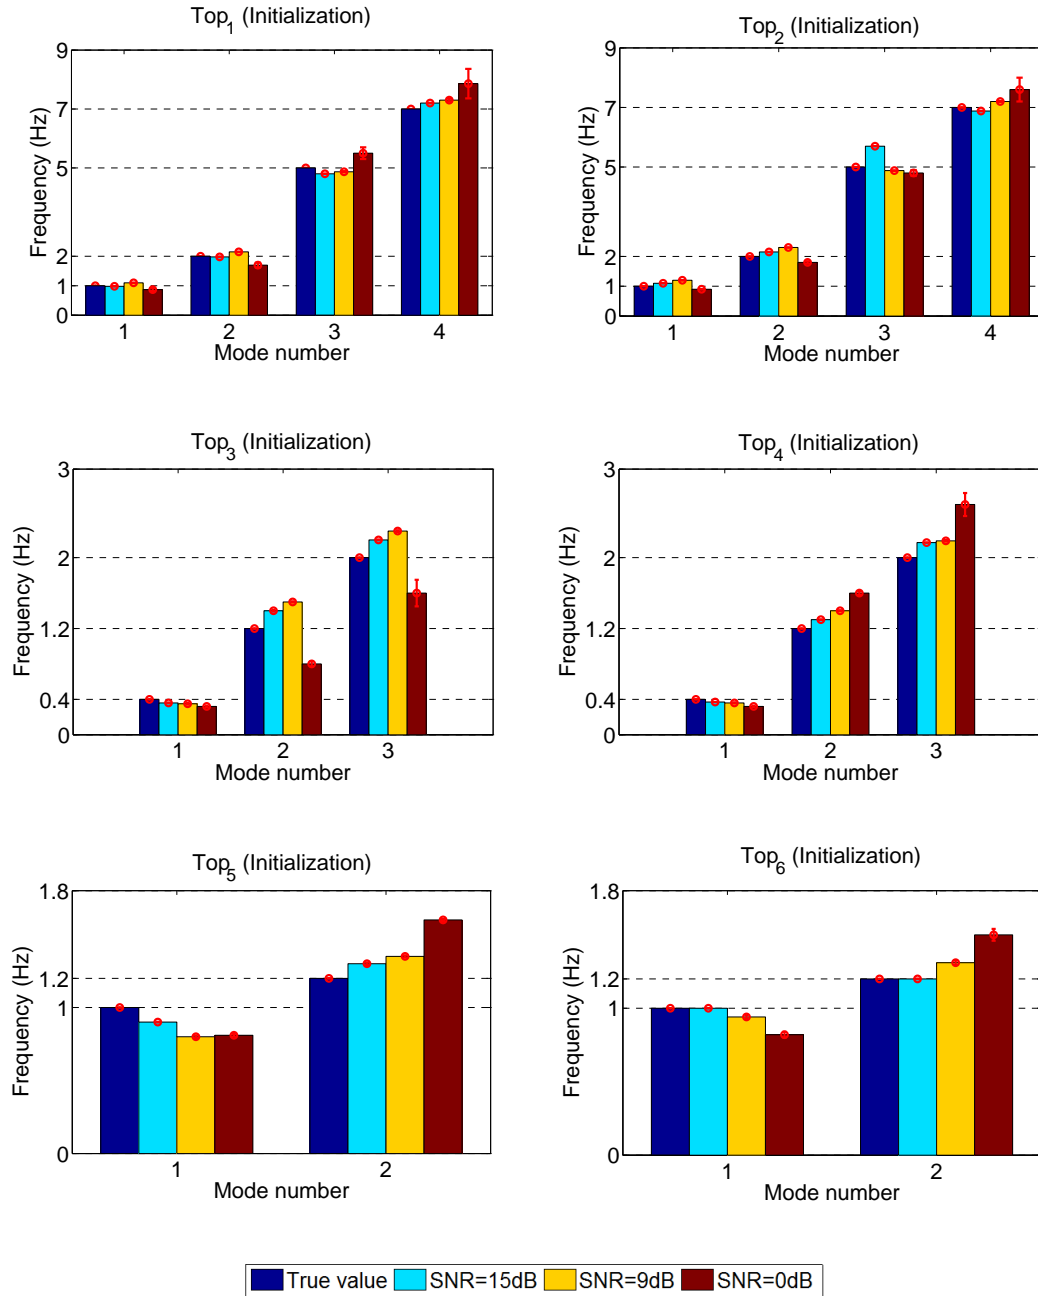 Top1 (Initialization)
9
7
5
2
1
0
Frequency (Hz)
1 2 3 4
Mode number
Top2 (Initialization)
9
7
5
2
1
0
Frequency (Hz)
1 2 3 4
Mode number
Top3 (Initialization)
3
2
1.2
0.4
0
Frequency (Hz)
1 2 3
Mode number
Top4 (Initialization)
3
2
1.2
0.4
0
Frequency (Hz)
1 2 3
Mode number
Top5 (Initialization)
1.8
1.2
1
0
Frequency (Hz)
1 2
Mode number
Top6 (Initialization)
1.8
1.2
1
0
Frequency (Hz)
1 2
Mode number
True value SNR=15dB SNR=9dB SNR=0dB